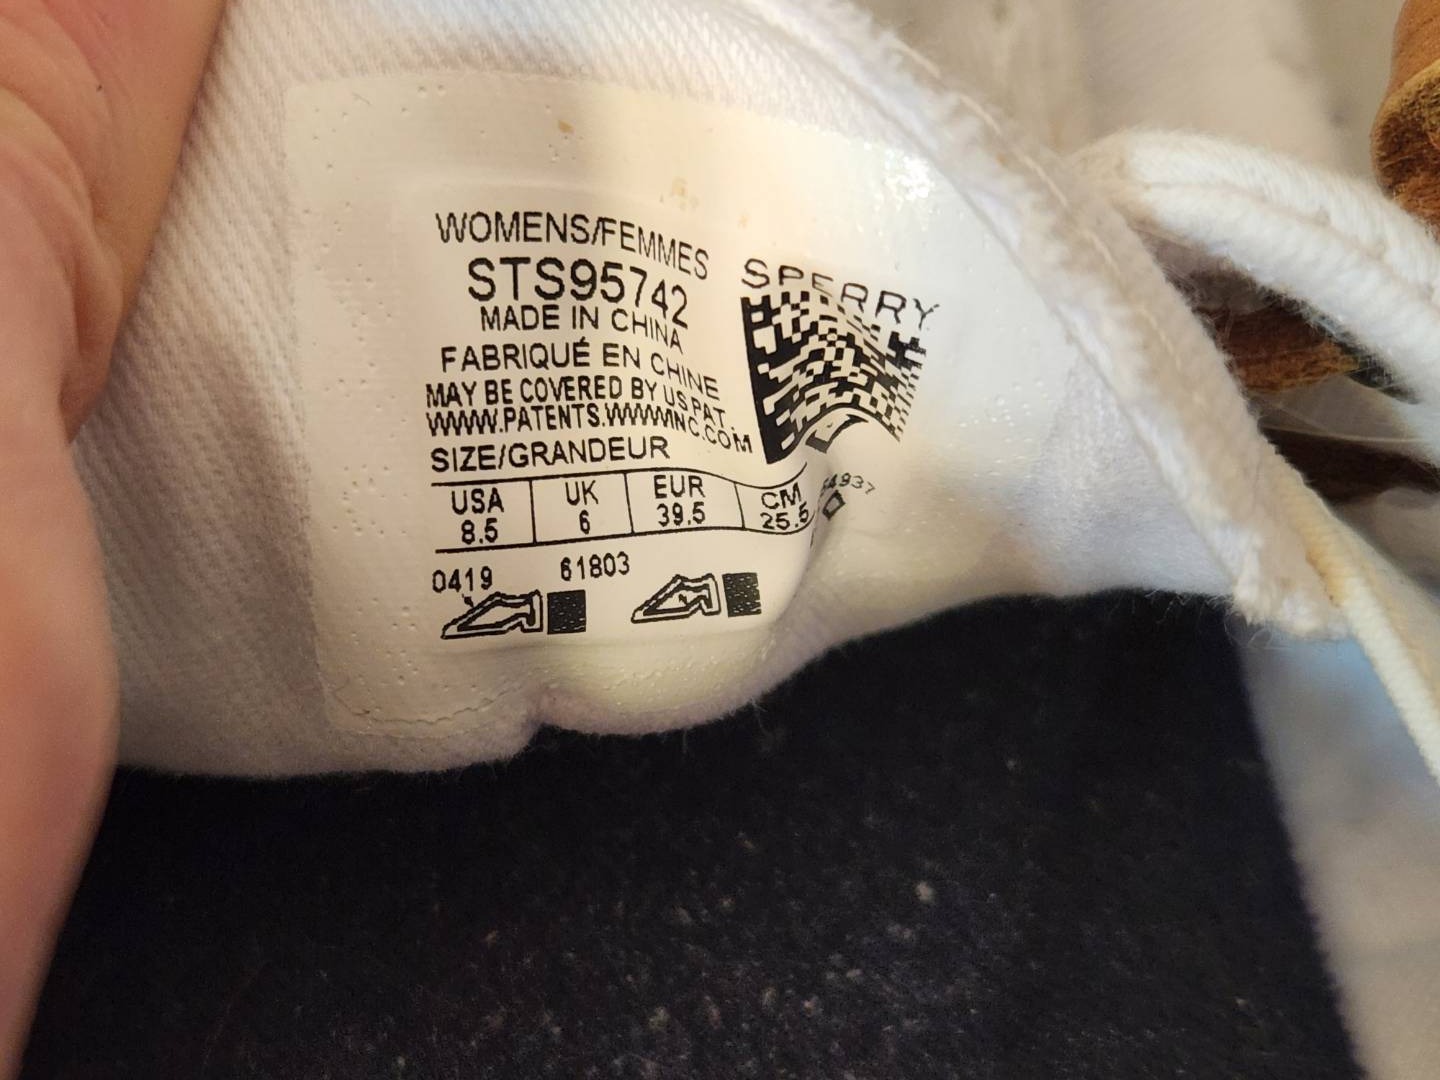 WOMENS/FEMMES
STS95742
MADE IN CHINA
FABRIQUÉ EN CHINE
MAY BE COVERED BY US PAT.
WWW.PATENTS.WWWINC.COM
SIZE/GRANDEUR
USA UK EUR CM
8.5 6 39.5 25.5
0419 61803
SPERRY